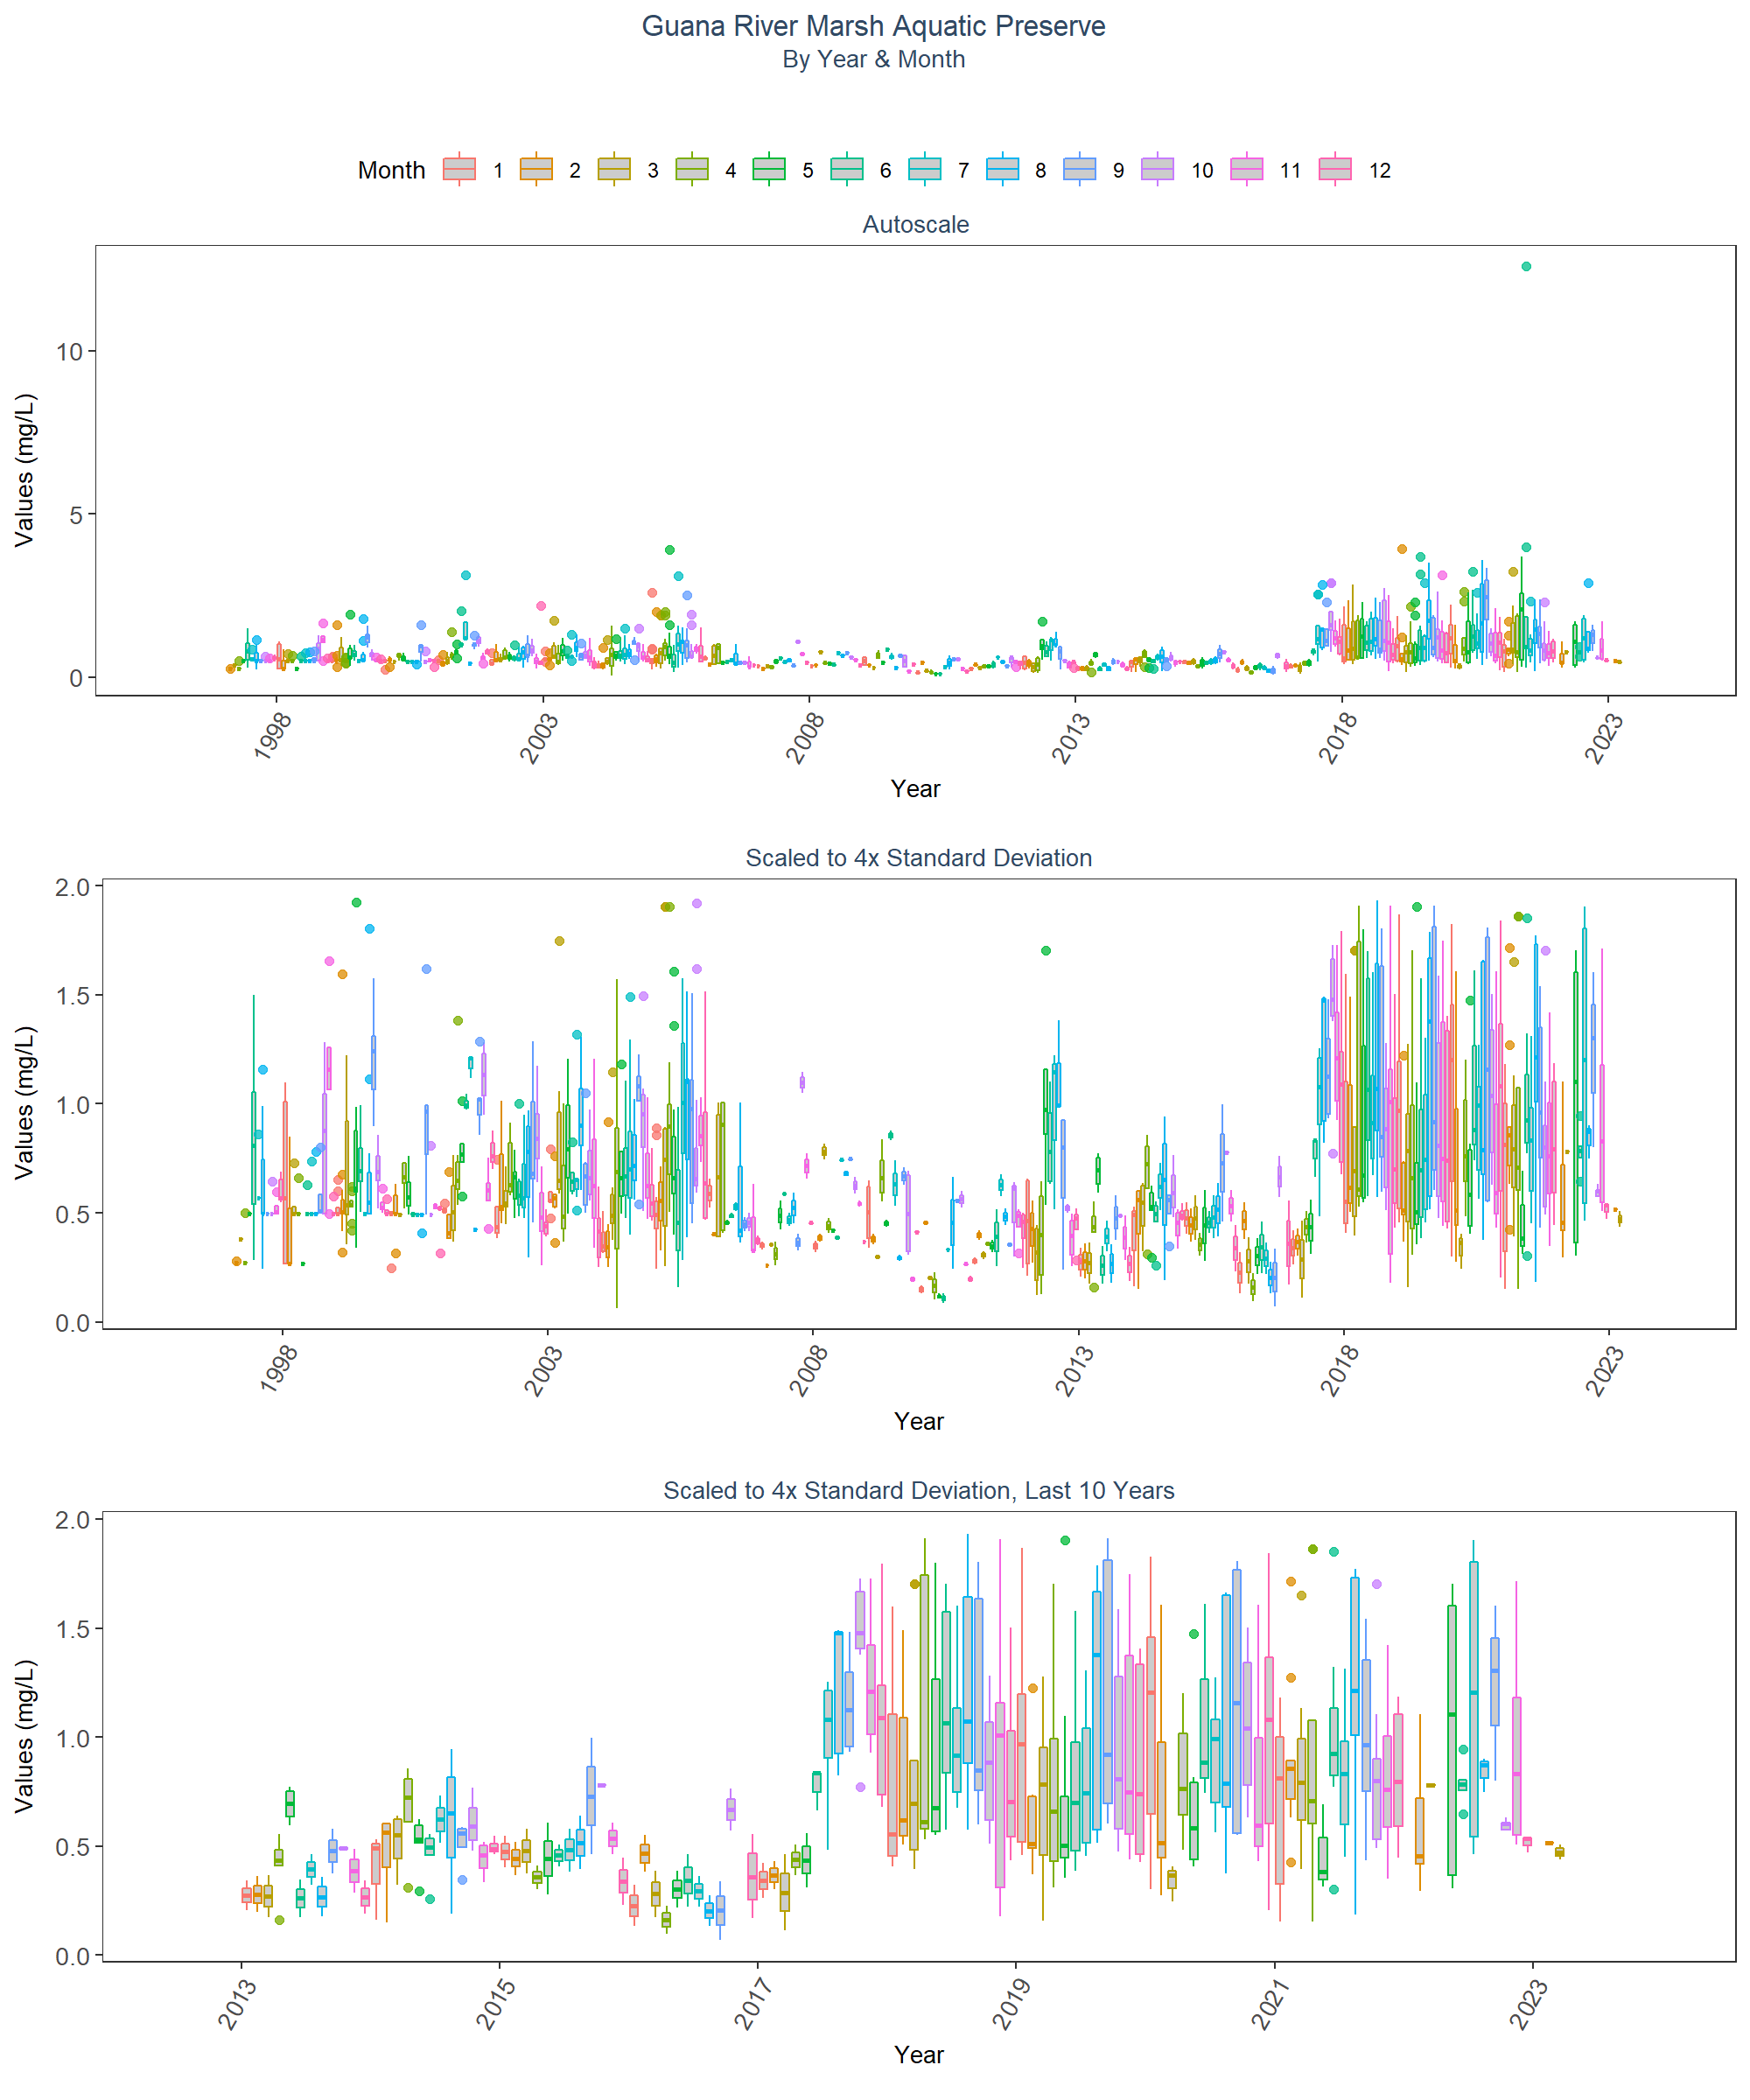 Guana River Marsh Aquatic Preserve
By Year & Month
Month 1 2 3 4 5 6 7 8 9 10 11 12
Autoscale
Values (mg/L)
10
5
0
1998 2003 2008 2013 2018 2023
Year
Scaled to 4x Standard Deviation
Values (mg/L)
2.0
1.5
1.0
0.5
0.0
1998 2003 2008 2013 2018 2023
Year
Scaled to 4x Standard Deviation, Last 10 Years
Values (mg/L)
2.0
1.5
1.0
0.5
0.0
2013 2015 2017 2019 2021 2023
Year